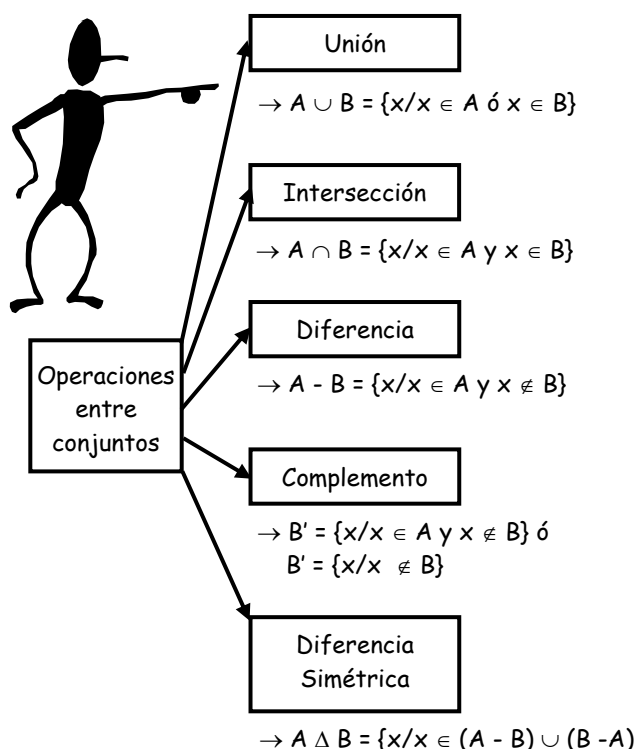 Unión
→ A ∪ B = {x/x ∈ A ó x ∈ B}
Intersección
→ A ∩ B = {x/x ∈ A y x ∈ B}
Diferencia
→ A - B = {x/x ∈ A y x ∉ B}
Operaciones
entre
conjuntos
Complemento
→ B’ = {x/x ∈ A y x ∉ B} ó
B’ = {x/x ∉ B}
Diferencia
Simétrica
→ A Δ B = {x/x ∈ (A - B) ∪ (B -A)